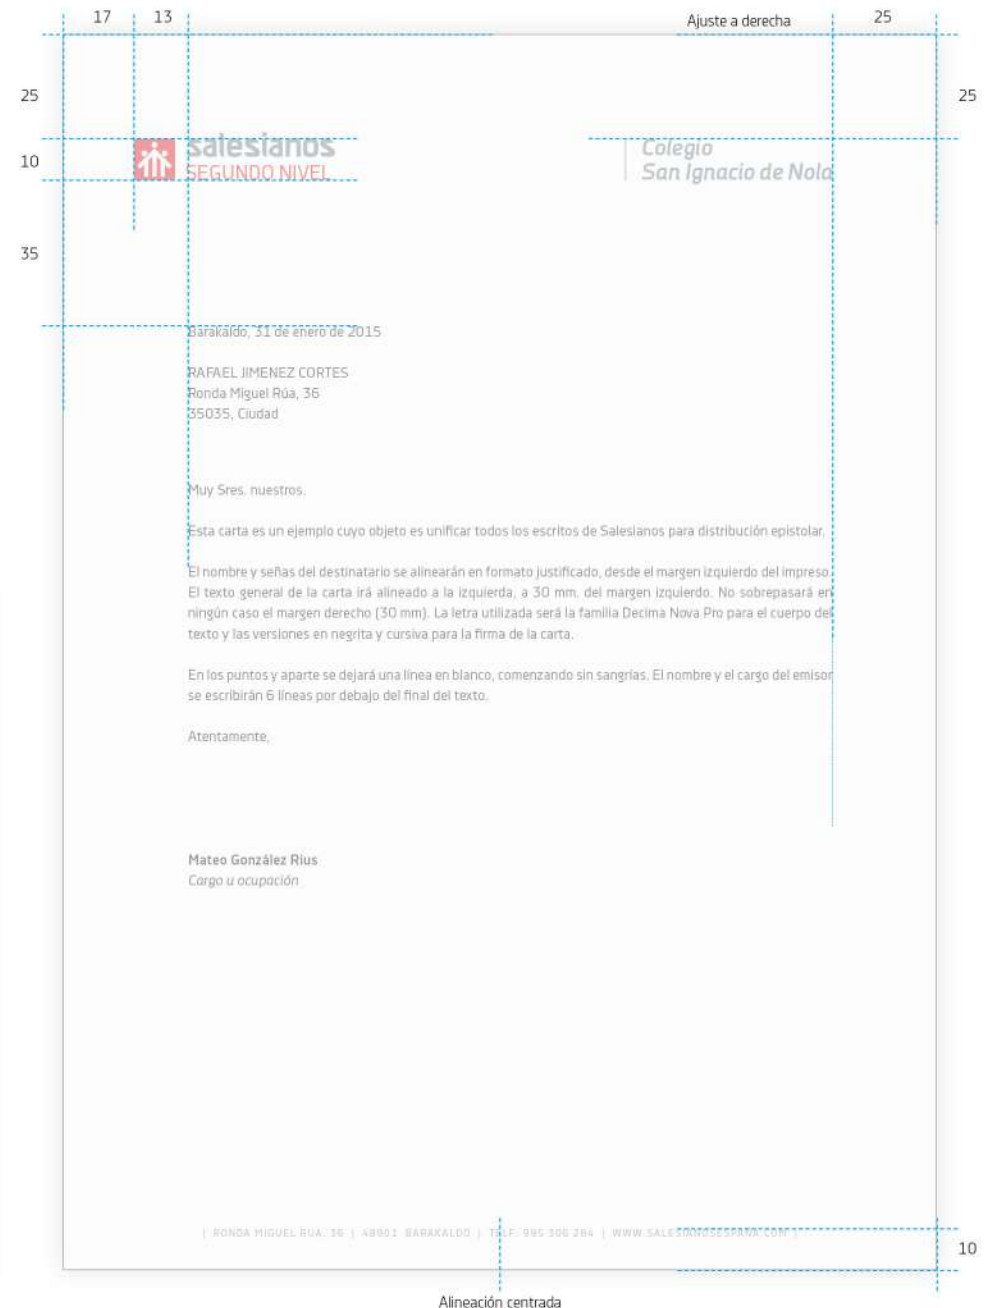 17 13 Ajuste a derecha 25
25 25
10
35
salesianos
SEGUNDO NIVEL
Colegio
San Ignacio de Nola
Barakaldo, 31 de enero de 2015
RAFAEL JIMENEZ CORTES
Ronda Miguel Rúa, 36
35035, Ciudad
Muy Sres. nuestros.
Esta carta es un ejemplo cuyo objeto es unificar todos los escritos de Salesianos para distribución epistolar.
El nombre y señas del destinatario se alinearán en formato justificado, desde el margen izquierdo del impreso.
El texto general de la carta irá alineado a la izquierda, a 30 mm. del margen izquierdo. No sobrepasará en
ningún caso el margen derecho (30 mm). La letra utilizada será la familia Decima Nova Pro para el cuerpo del
texto y las versiones en negrita y cursiva para la firma de la carta.
En los puntos y aparte se dejará una línea en blanco, comenzando sin sangrías. El nombre y el cargo del emisor
se escribirán 6 líneas por debajo del final del texto.
Atentamente,
Mateo González Rius
Cargo u ocupación
| RONDA MIGUEL RUA, 36 | 48901 BARAKALDO | TELF: 995 306 284 | WWW.SALESIANOSESPAÑA.COM |
10
Alineación centrada